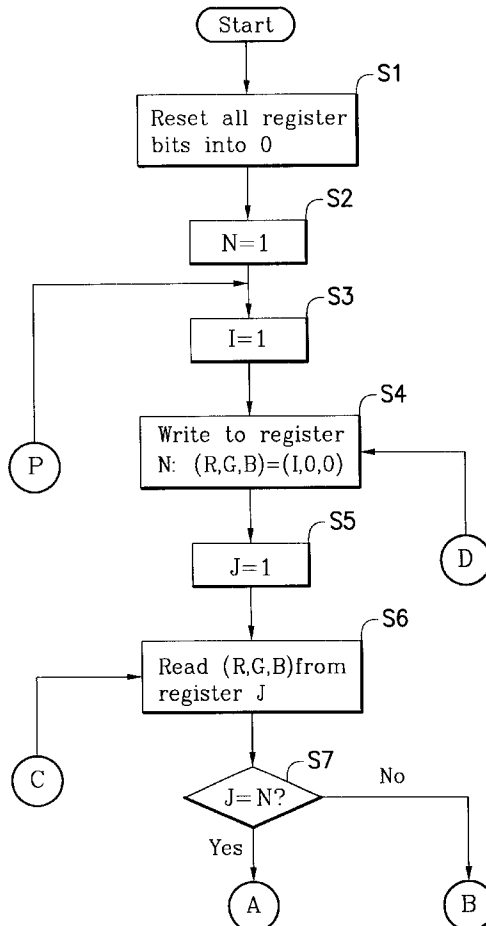 Start
S1
Reset all register
bits into 0
S2
N=1
S3
I=1
S4
Write to register
N: (R,G,B)=(I,0,0)
P
S5
J=1
D
S6
Read (R,G,B)from
register J
C
S7
J=N?
No
Yes
A
B